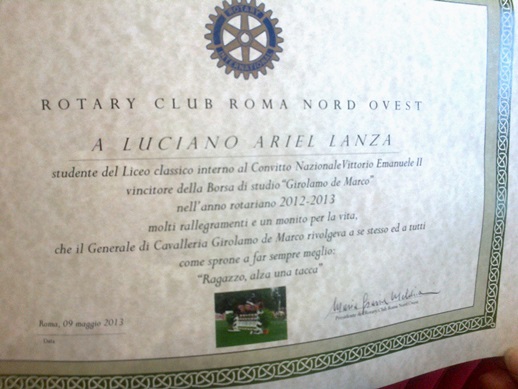 ROTARY
INTERNATIONAL
ROTARY CLUB ROMA NORD OVEST
A LUCIANO ARIEL LANZA
studente del Liceo classico interno al Convitto Nazionale Vittorio Emanuele II
vincitore della Borsa di studio "Girolamo de Marco"
nell'anno rotariano 2012-2013
molti rallegramenti e un monito per la vita,
che il Generale di Cavalleria Girolamo de Marco rivolgeva a se stesso ed a tutti
come sprone a far sempre meglio:
"Ragazzo, alza una tacca"
Roma, 09 maggio 2013
Data